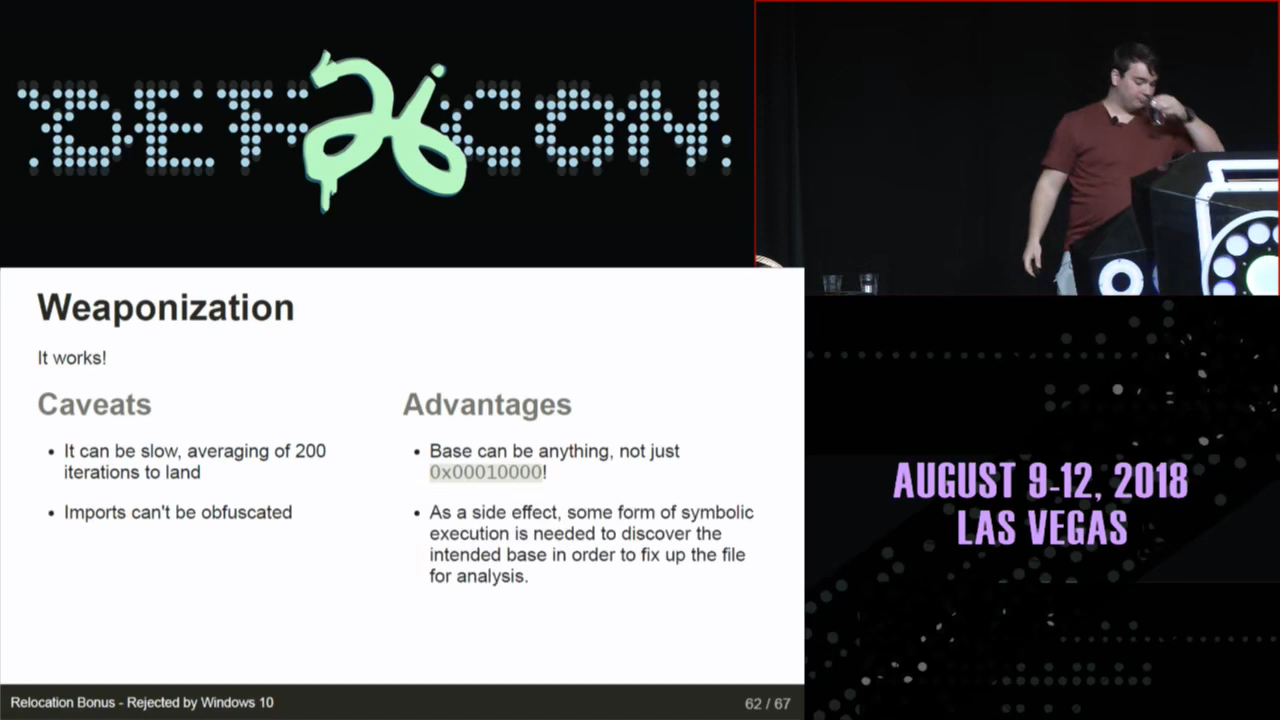 DEF CON 26
Weaponization
It works!
Caveats
It can be slow, averaging of 200
iterations to land
Imports can't be obfuscated
Advantages
Base can be anything, not just
0x00010000!
As a side effect, some form of symbolic
execution is needed to discover the
intended base in order to fix up the file
for analysis.
Relocation Bonus - Rejected by Windows 10
62 / 67
AUGUST 9-12, 2018
LAS VEGAS